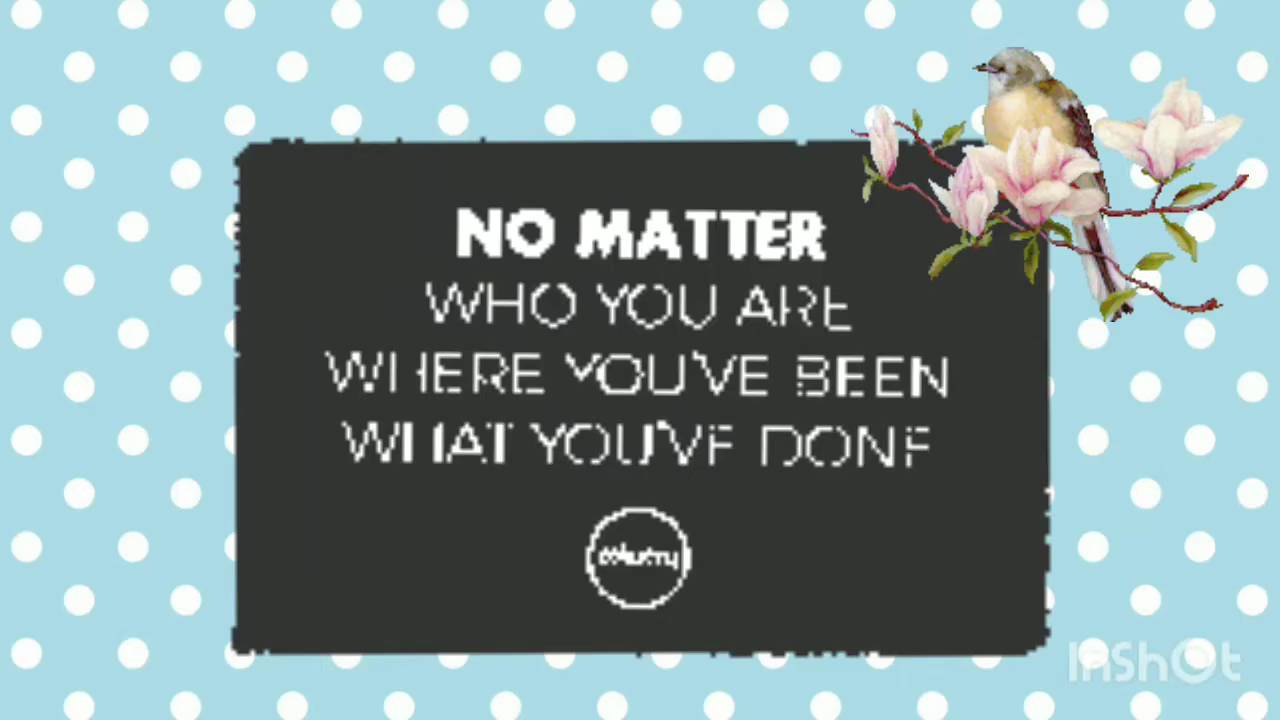 NO MATTER
WHO YOU ARE
WHERE YOU'VE BEEN
WHAT YOU'VE DONE
InShOt